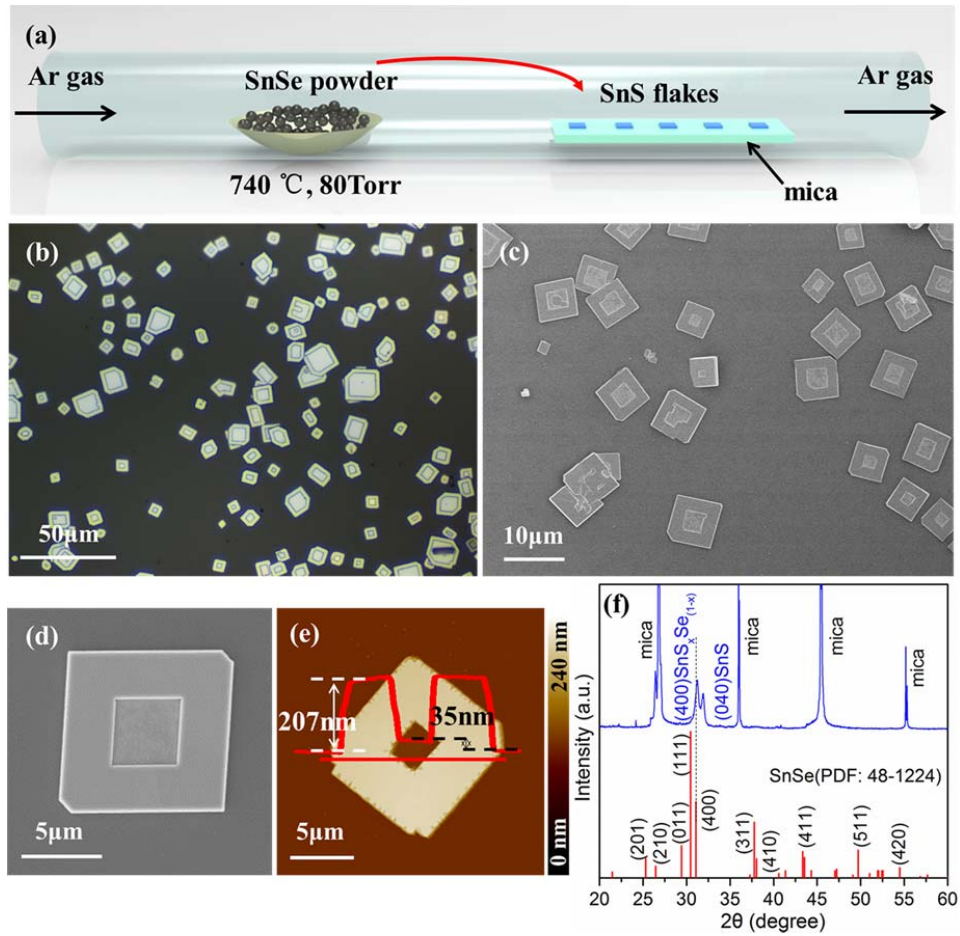 (a)
Ar gas
SnSe powder
SnS flakes
Ar gas
740 ℃, 80Torr
mica
(b)
50μm
(c)
10μm
(d)
5μm
(e)
207nm
35nm
5μm
240 nm
0 nm
(f)
mica
(400)SnSxSe(1-x)
(040)SnS
mica
mica
mica
SnSe(PDF: 48-1224)
(201)
(210)
(011)
(111)
(400)
(311)
(410)
(411)
(511)
(420)
Intensity (a.u.)
20 25 30 35 40 45 50 55 60
2θ (degree)